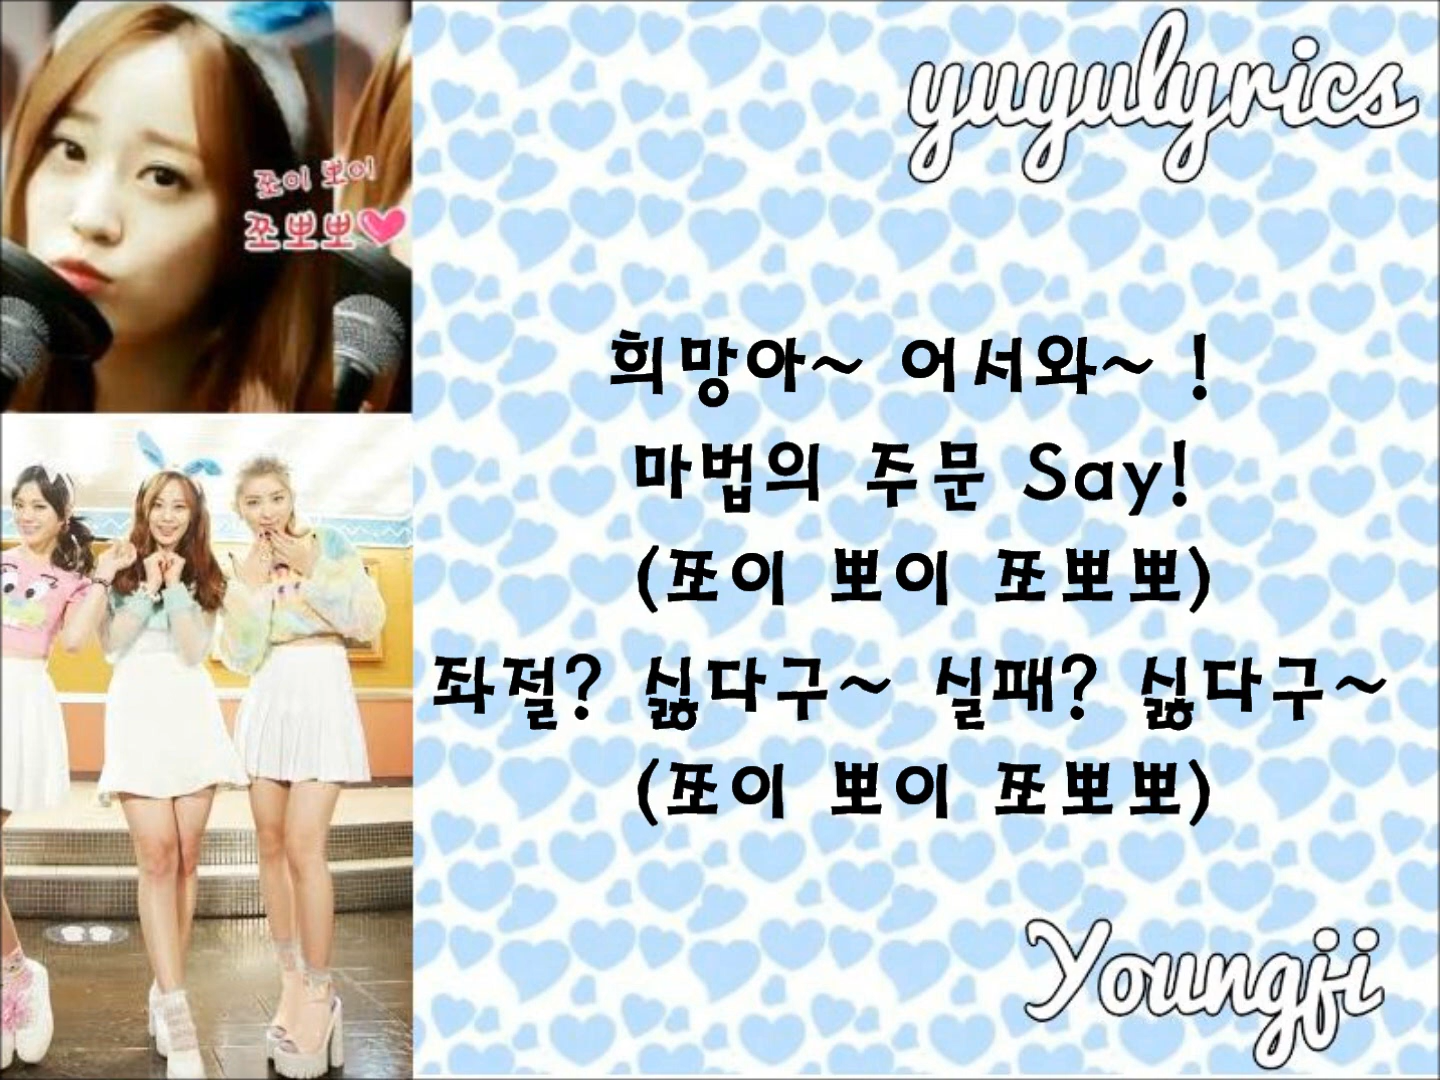 yuyulyrics
쪼이 뽀이
쪼뽀뽀
희망아~ 어서와~ !
마법의 주문 Say!
(쪼이 뽀이 쪼뽀뽀)
좌절? 싫다구~ 실패? 싫다구~
(쪼이 뽀이 쪼뽀뽀)
Youngji